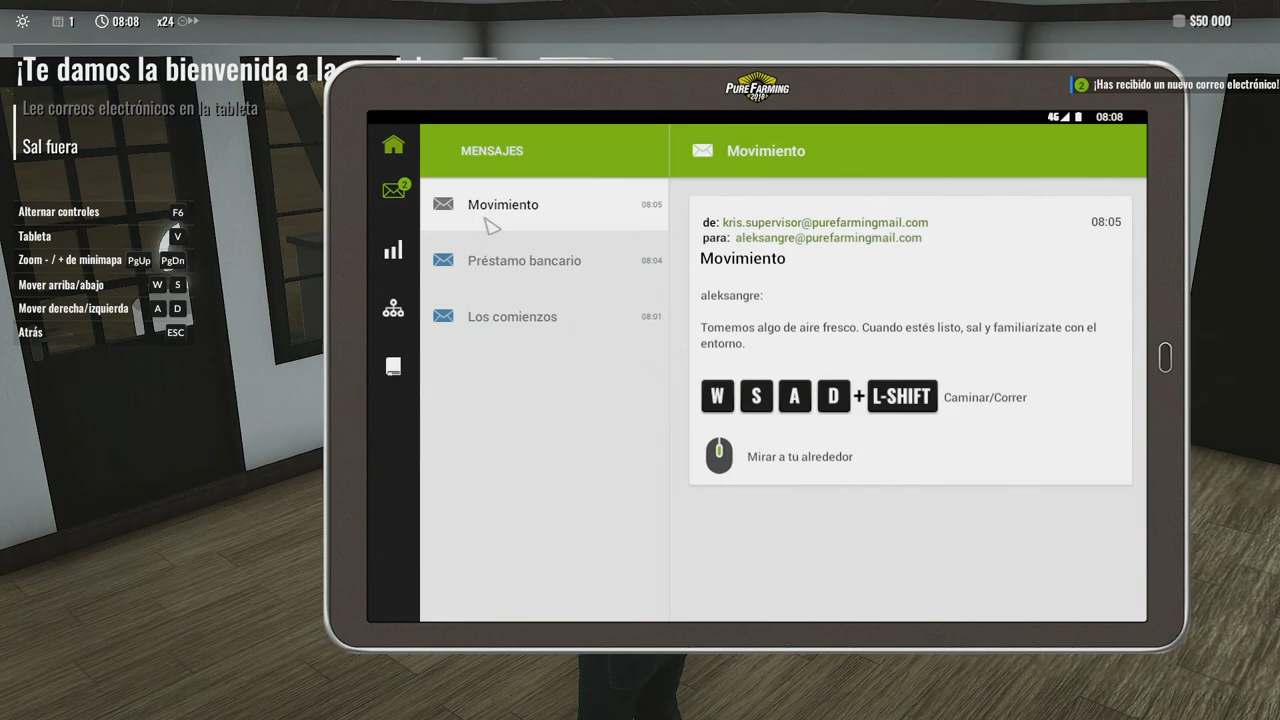 1
08:08
x24
$50 000
¡Te damos la bienvenida a la
Lee correos electrónicos en la tableta
Sal fuera
Alternar controles F6
Tableta V
Zoom - / + de minimapa PgUp PgDn
Mover arriba/abajo W S
Mover derecha/izquierda A D
Atrás ESC
PURE FARMING
2018
2 ¡Has recibido un nuevo correo electrónico!
4G 08:08
2
MENSAJES
Movimiento 08:05
Préstamo bancario 08:04
Los comienzos 08:01
Movimiento
de: kris.supervisor@purefarmingmail.com 08:05
para: aleksangre@purefarmingmail.com
Movimiento
aleksangre:
Tomemos algo de aire fresco. Cuando estés listo, sal y familiarízate con el
entorno.
W S A D + L-SHIFT Caminar/Correr
Mirar a tu alrededor